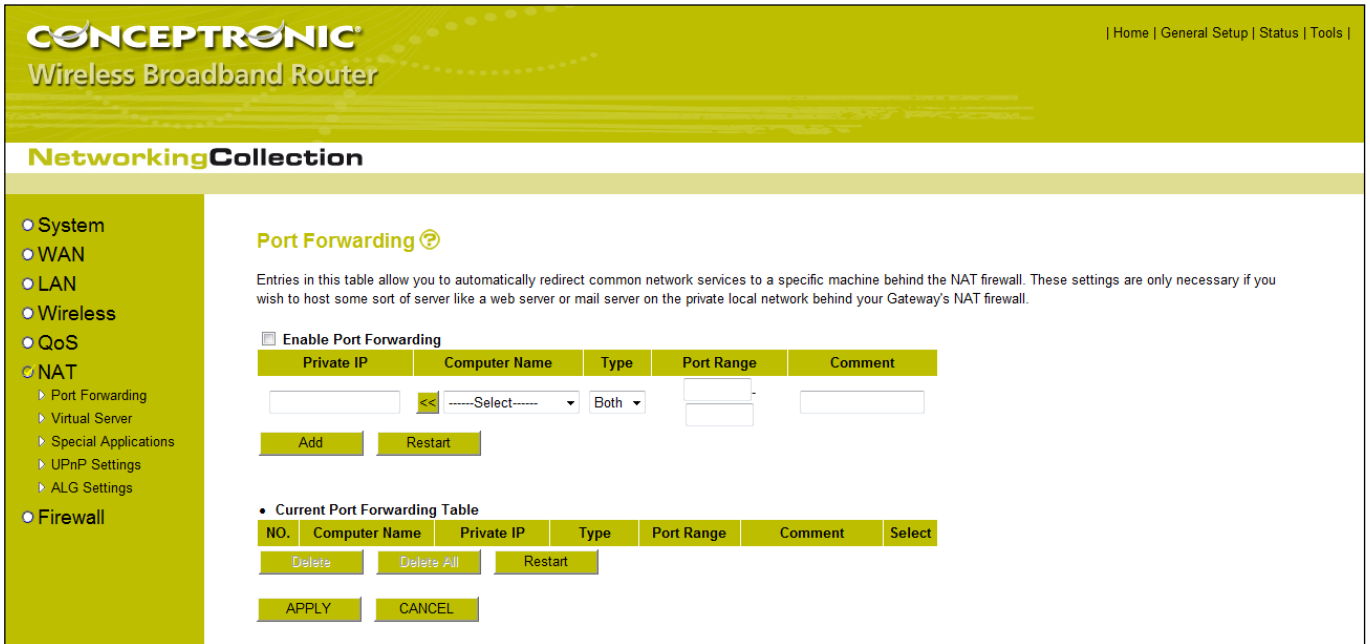 CONCEPTRONIC®
| Home | General Setup | Status | Tools |
Wireless Broadband Router
NetworkingCollection
System
WAN
LAN
Wireless
QoS
NAT
Port Forwarding
Virtual Server
Special Applications
UPnP Settings
ALG Settings
Firewall
Port Forwarding ?
Entries in this table allow you to automatically redirect common network services to a specific machine behind the NAT firewall. These settings are only necessary if you
wish to host some sort of server like a web server or mail server on the private local network behind your Gateway's NAT firewall.
Enable Port Forwarding
Private IP Computer Name Type Port Range Comment
<< ------Select------ Both -
Add Restart
• Current Port Forwarding Table
NO. Computer Name Private IP Type Port Range Comment Select
Delete Delete All Restart
APPLY CANCEL